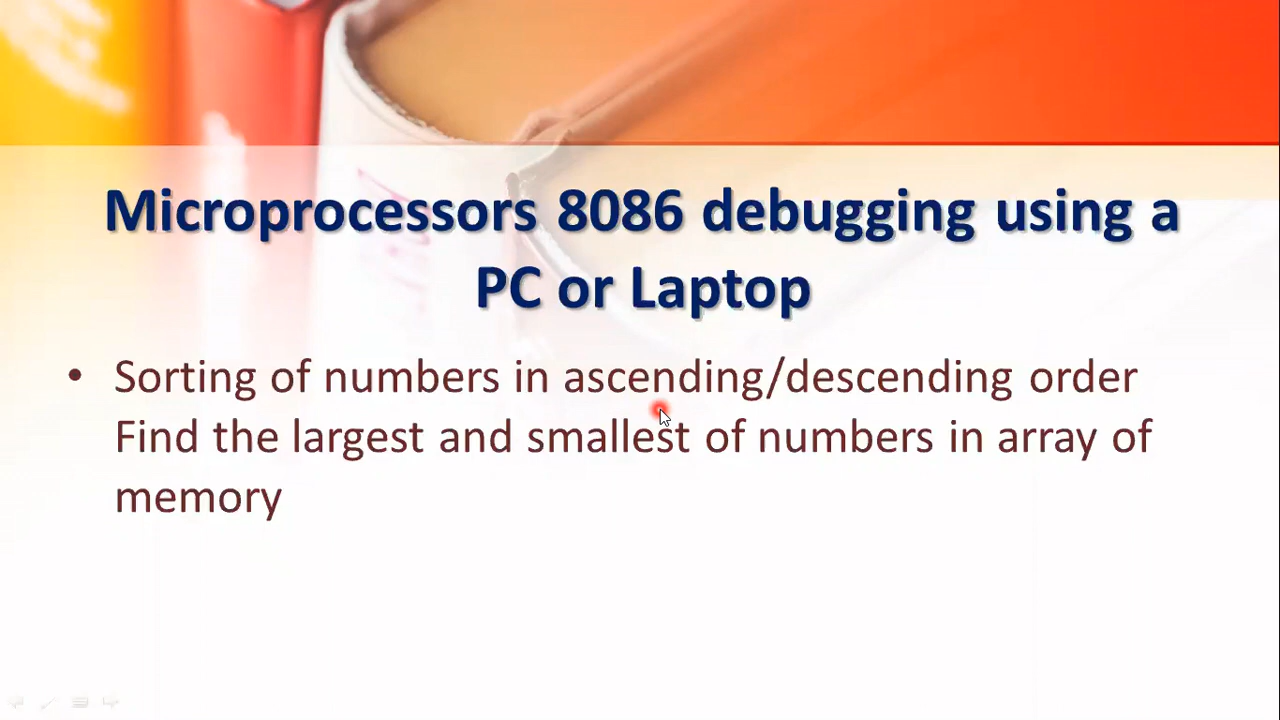 Microprocessors 8086 debugging using a
PC or Laptop
• Sorting of numbers in ascending/descending order
Find the largest and smallest of numbers in array of
memory